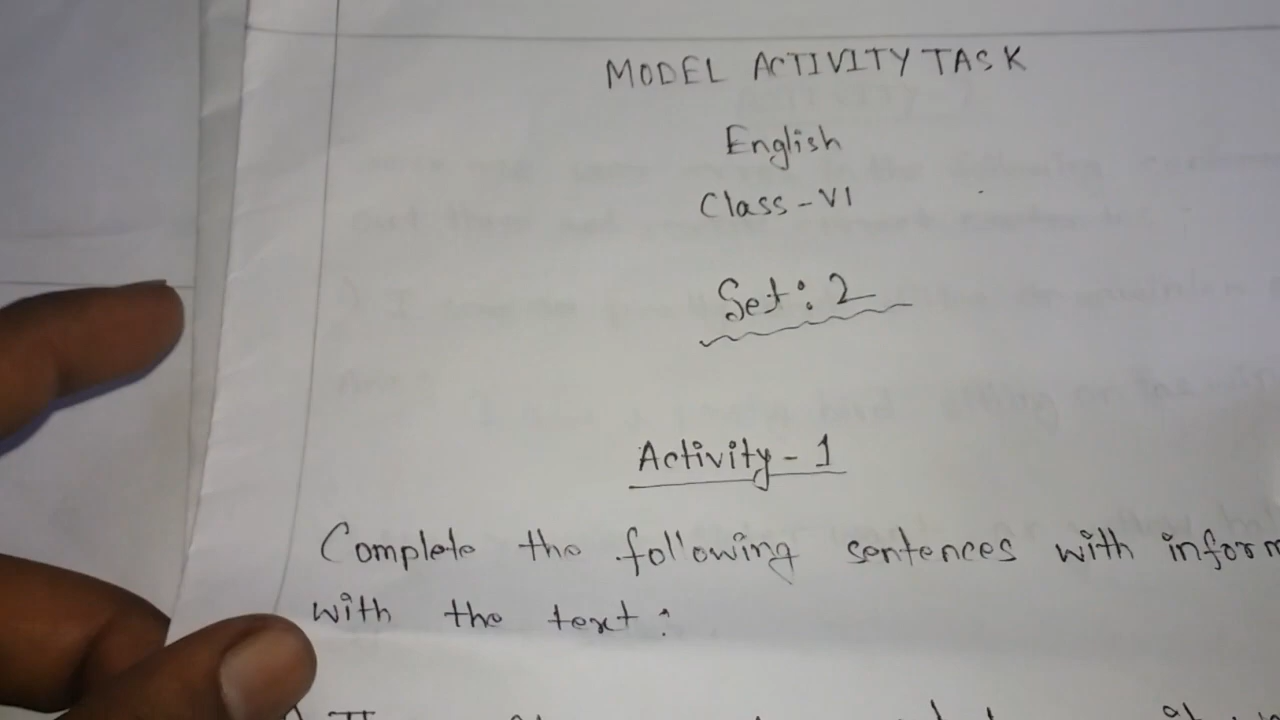 MODEL ACTIVITY TASK
English
Class - VI
Set : 2
Activity - 1
Complete the following sentences with inform
with the text :